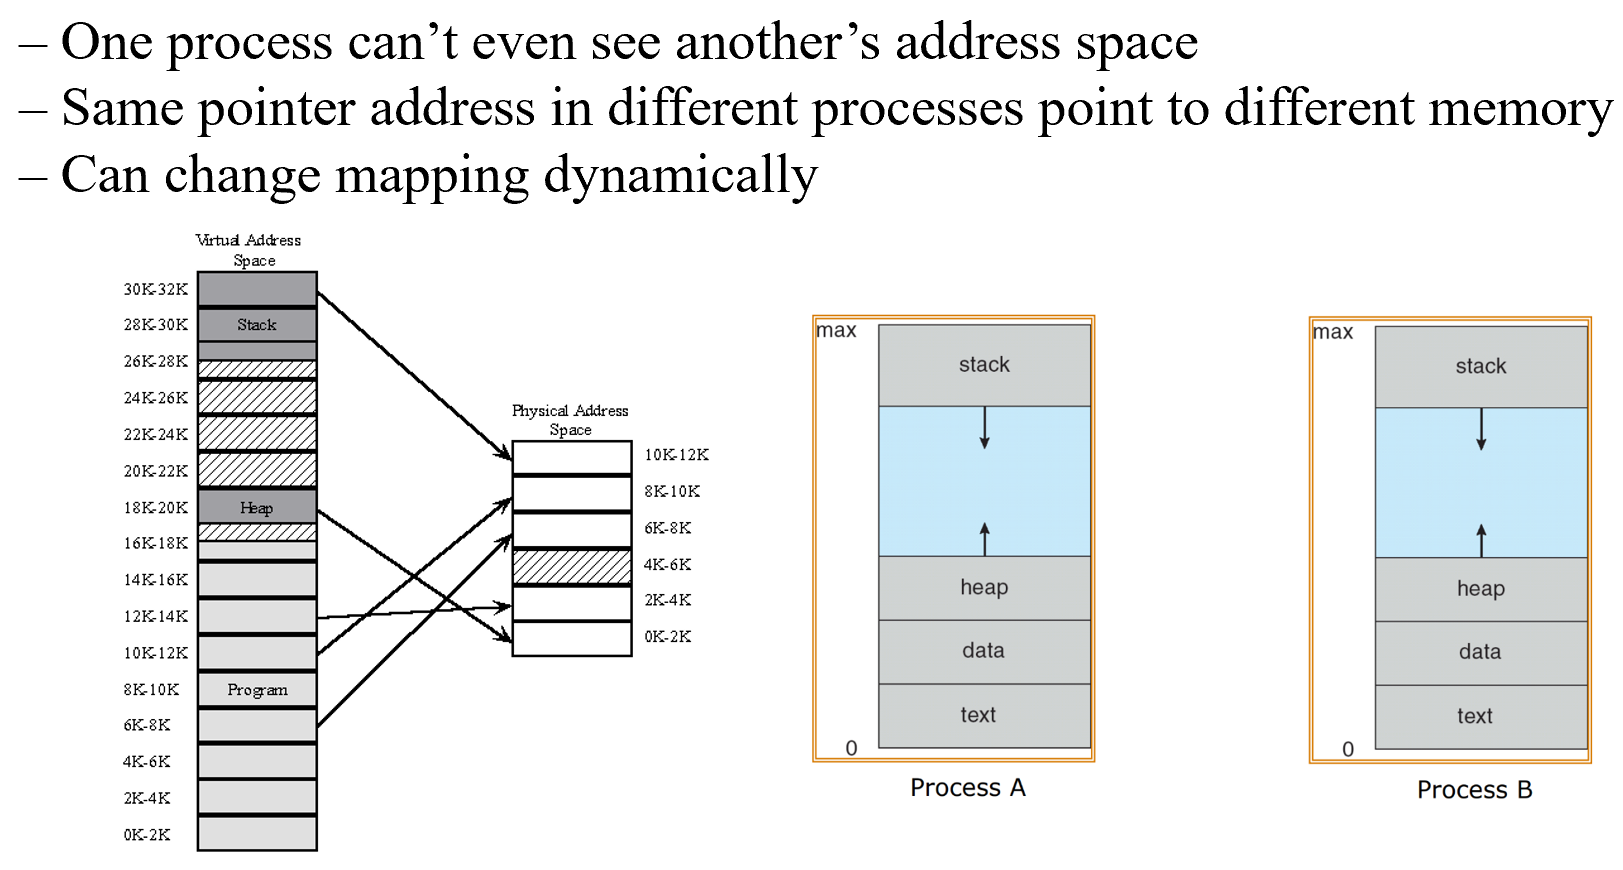 – One process can’t even see another’s address space
– Same pointer address in different processes point to different memory
– Can change mapping dynamically
Virtual Address
Space
30K-32K
28K-30K
Stack
26K-28K
24K-26K
22K-24K
20K-22K
18K-20K
Heap
16K-18K
14K-16K
12K-14K
10K-12K
8K-10K
Program
6K-8K
4K-6K
2K-4K
0K-2K
Physical Address
Space
10K-12K
8K-10K
6K-8K
4K-6K
2K-4K
0K-2K
max
stack
heap
data
text
0
Process A
max
stack
heap
data
text
0
Process B